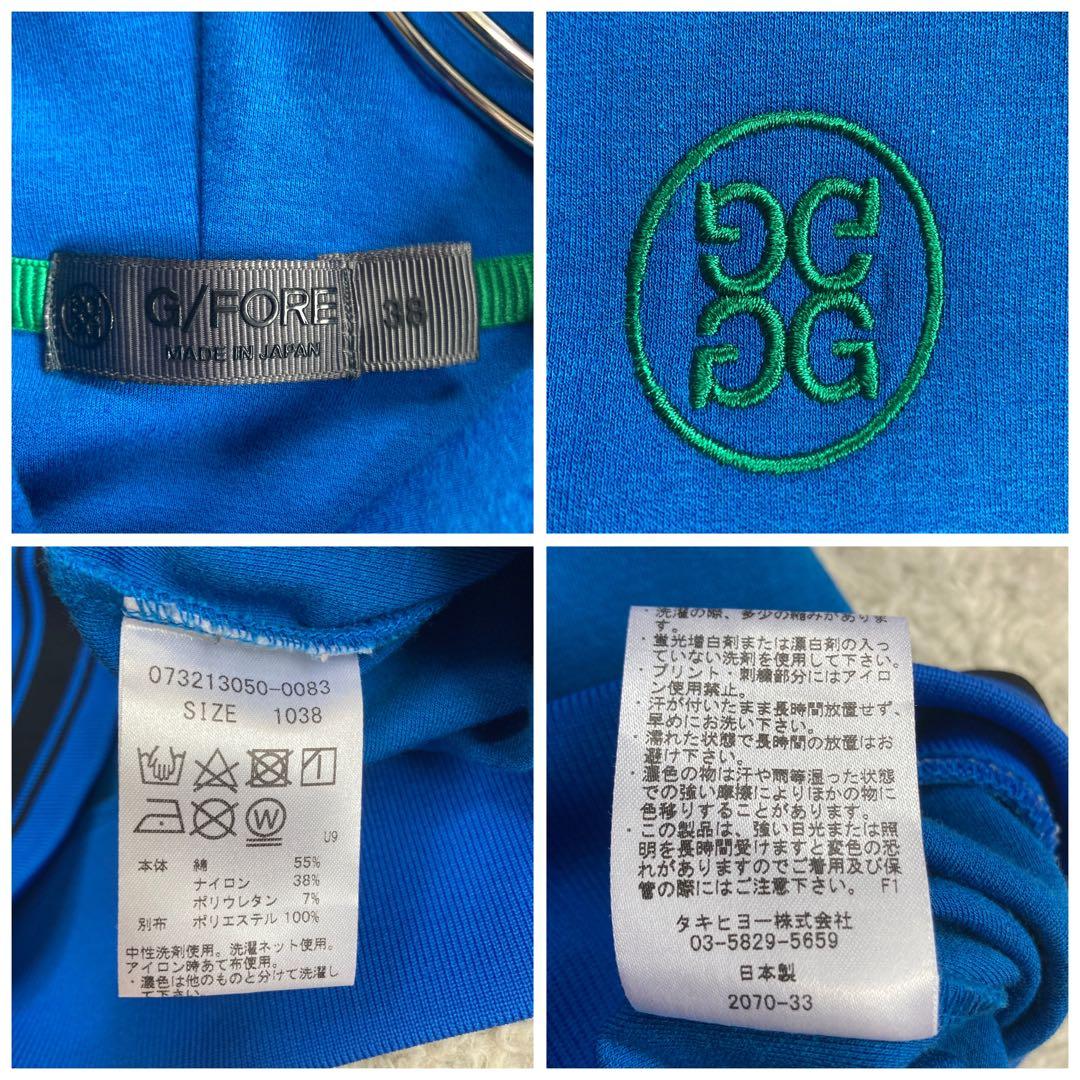 G/FORE
MADE IN JAPAN
38
073213050-0083
SIZE 1038
W
U9
本体 綿 55%
ナイロン 38%
ポリウレタン 7%
別布 ポリエステル 100%
中性洗剤使用。洗濯ネット使用。
アイロン時あて布使用。
・濃色は他のものと分けて洗濯し
て下さい。
・洗濯の際、多少の縮みがありま
す。
・蛍光増白剤または漂白剤の入っ
ていない洗剤を使用して下さい。
・プリント・刺繍部分にはアイロ
ン使用禁止。
・汗が付いたまま長時間放置せず、
早めにお洗い下さい。
・濡れた状態で長時間の放置はお
避け下さい。
・濃色の物は汗や雨等湿った状態
での強い摩擦によりほかの物に
色移りすることがあります。
・この製品は、強い日光または照
明を長時間受けますと変色の恐
れがありますのでご着用及び保
管の際にはご注意下さい。 F1
タキヒヨー株式会社
03-5829-5659
日本製
2070-33